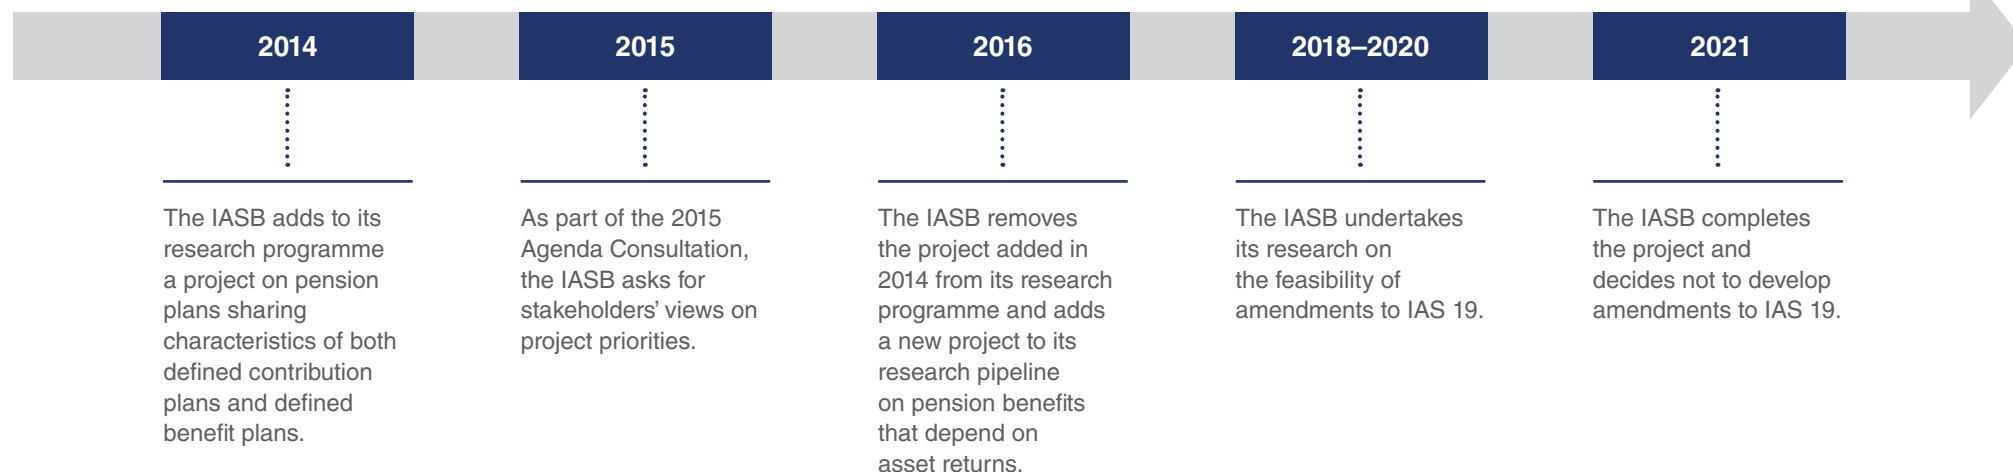 2014
The IASB adds to its
research programme
a project on pension
plans sharing
characteristics of both
defined contribution
plans and defined
benefit plans.
2015
As part of the 2015
Agenda Consultation,
the IASB asks for
stakeholders’ views on
project priorities.
2016
The IASB removes
the project added in
2014 from its research
programme and adds
a new project to its
research pipeline
on pension benefits
that depend on
asset returns.
2018–2020
The IASB undertakes
its research on
the feasibility of
amendments to IAS 19.
2021
The IASB completes
the project and
decides not to develop
amendments to IAS 19.